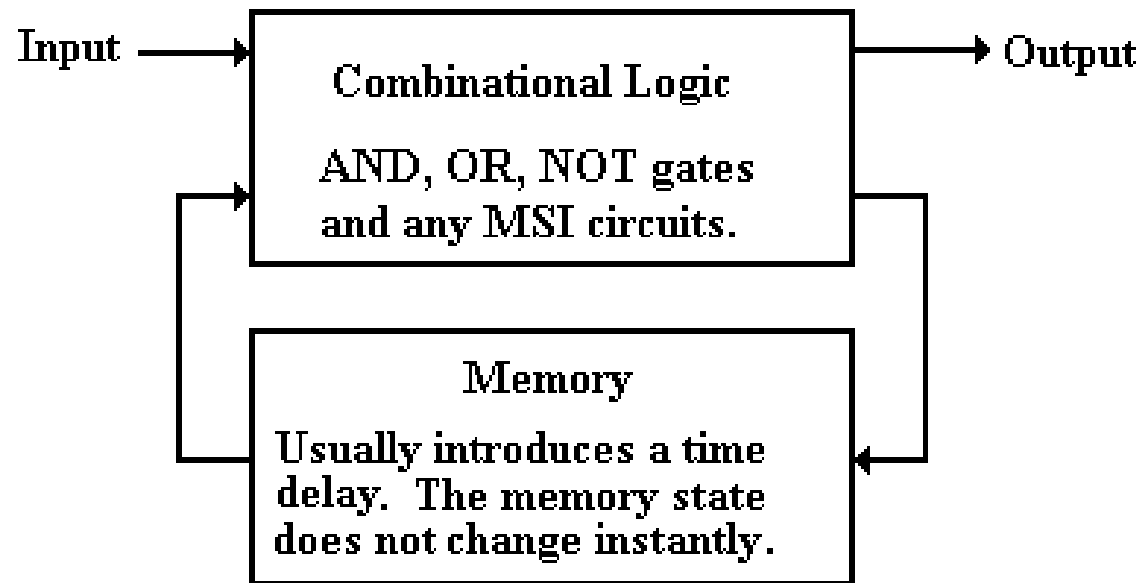 Input
Output
Combinational Logic
AND, OR, NOT gates
and any MSI circuits.
Memory
Usually introduces a time
delay.  The memory state
does not change instantly.